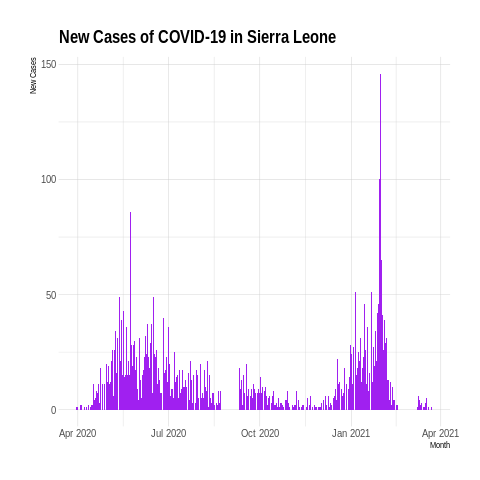 New Cases of COVID-19 in Sierra Leone
New Cases
150
100
50
0
Apr 2020 Jul 2020 Oct 2020 Jan 2021 Apr 2021
Month